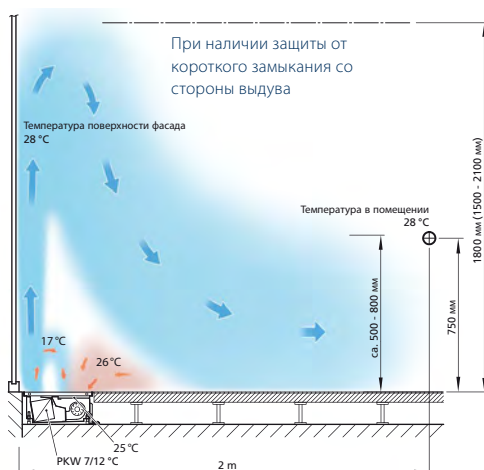 При наличии защиты от
короткого замыкания со
стороны выдува
Температура поверхности фасада
28 °C
Температура в помещении
28 °C
1800 мм (1500 - 2100 мм)
ca. 500 - 800 мм
750 мм
17 °C
26 °C
25 °C
PKW 7/12 °C
2 m